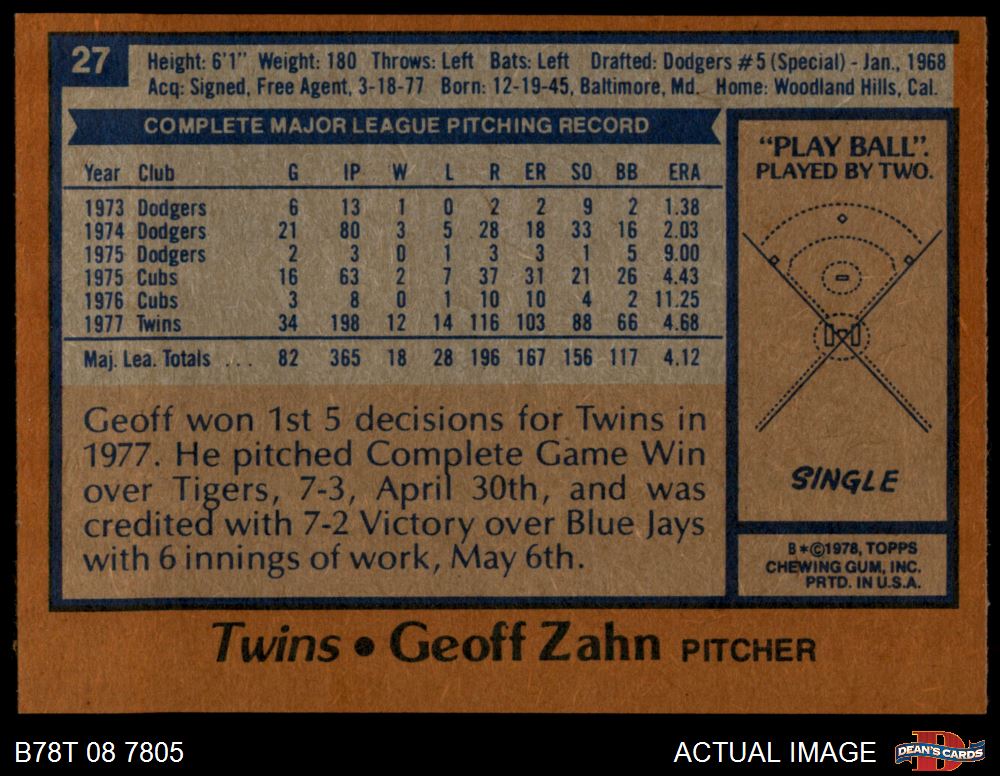 27
Height: 6'1" Weight: 180 Throws: Left Bats: Left Drafted: Dodgers #5 (Special) - Jan., 1968
Acq: Signed, Free Agent, 3-18-77 Born: 12-19-45, Baltimore, Md. Home: Woodland Hills, Cal.
COMPLETE MAJOR LEAGUE PITCHING RECORD
Year Club G IP W L R ER SO BB ERA
1973 Dodgers 6 13 1 0 2 2 9 2 1.38
1974 Dodgers 21 80 3 5 28 18 33 16 2.03
1975 Dodgers 2 3 0 1 3 3 1 5 9.00
1975 Cubs 16 63 2 7 37 31 21 26 4.43
1976 Cubs 3 8 0 1 10 10 4 2 11.25
1977 Twins 34 198 12 14 116 103 88 66 4.68
Maj. Lea. Totals ... 82 365 18 28 196 167 156 117 4.12
Geoff won 1st 5 decisions for Twins in
1977. He pitched Complete Game Win
over Tigers, 7-3, April 30th, and was
credited with 7-2 Victory over Blue Jays
with 6 innings of work, May 6th.
"PLAY BALL".
PLAYED BY TWO.
SINGLE
B*©1978, TOPPS
CHEWING GUM, INC.
PRTD. IN U.S.A.
Twins • Geoff Zahn PITCHER
B78T 08 7805
ACTUAL IMAGE
DEAN'S CARDS